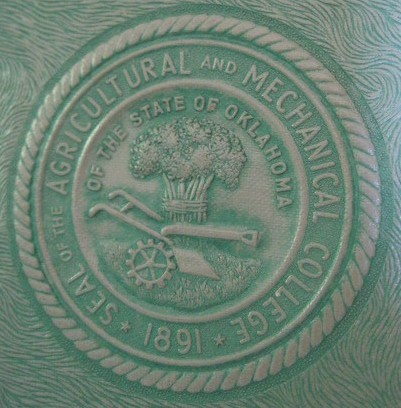 SEAL OF THE AGRICULTURAL AND MECHANICAL COLLEGE
OF THE STATE OF OKLAHOMA
★ 1891 ★